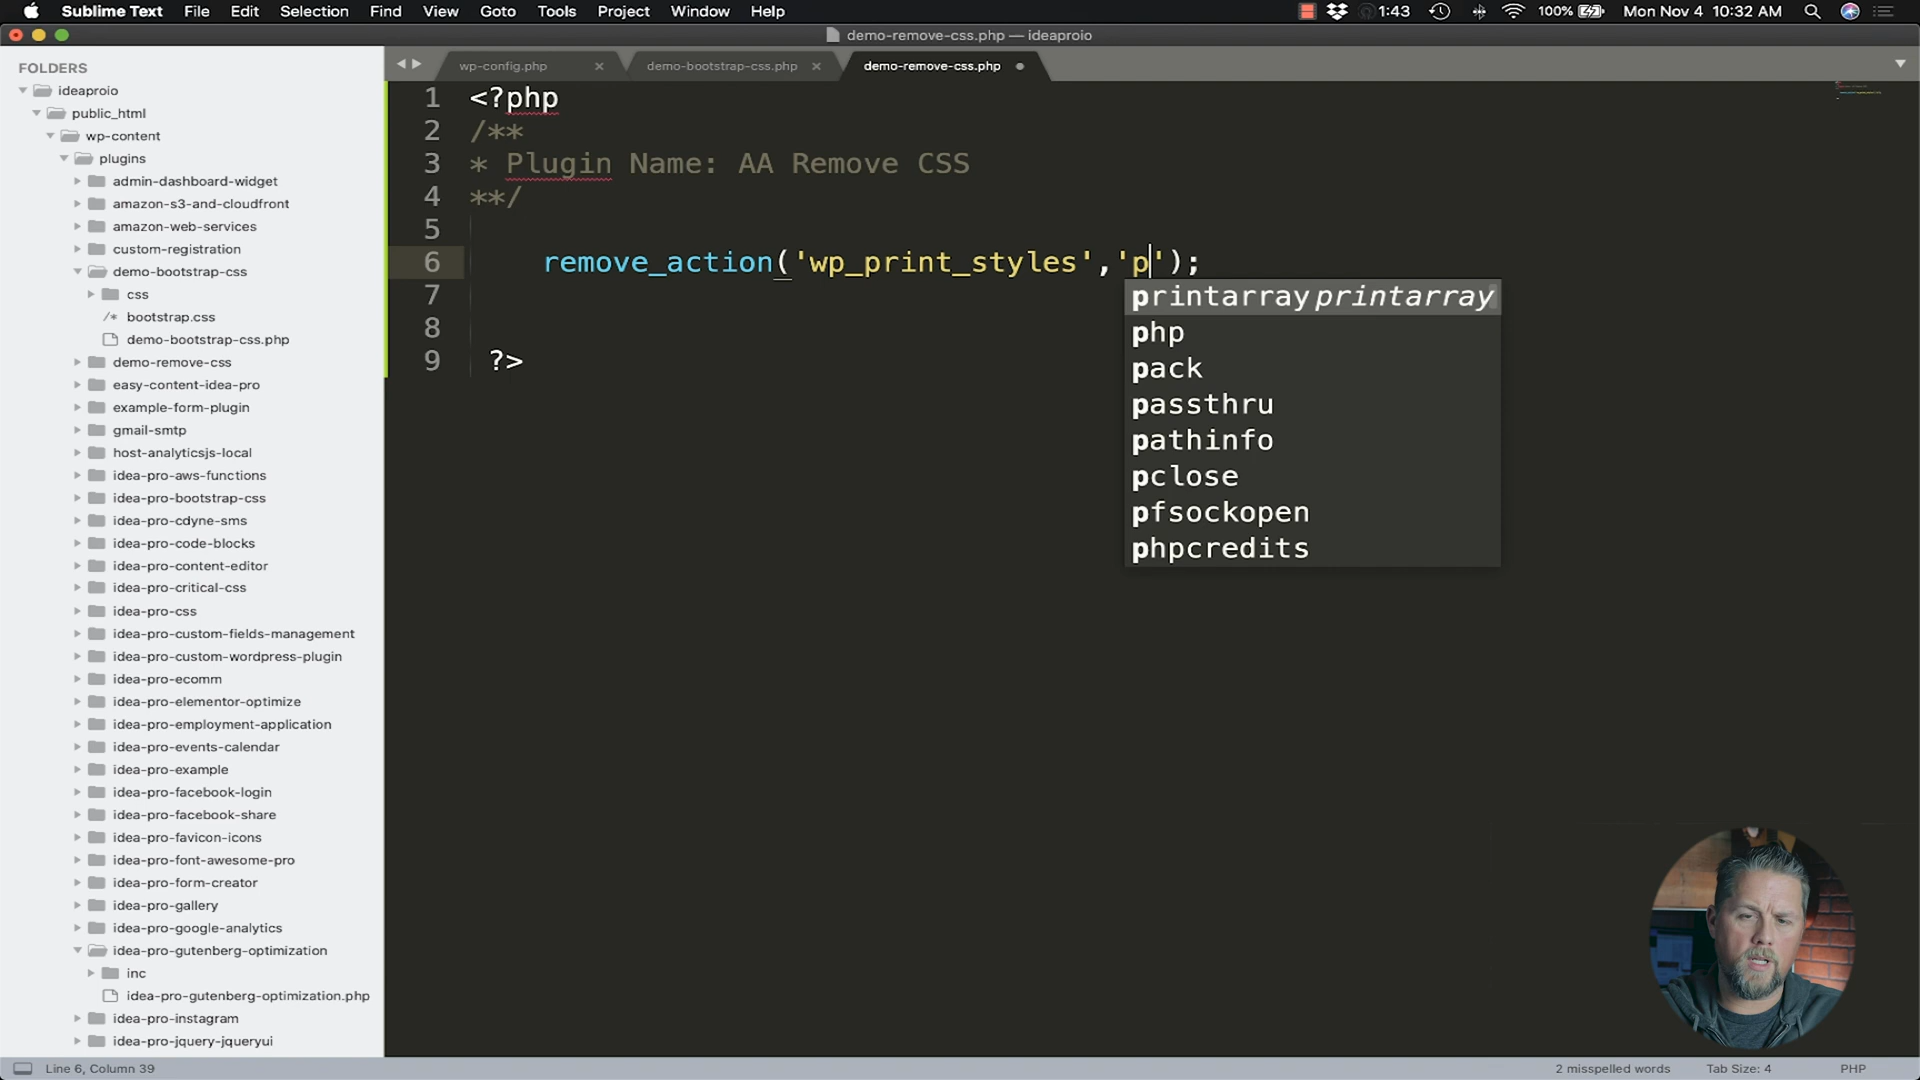 Sublime Text File Edit Selection Find View Goto Tools Project Window Help 1:43 100% Mon Nov 4 10:32 AM
demo-remove-css.php — ideaproio
FOLDERS
ideaproio
public_html
wp-content
plugins
admin-dashboard-widget
amazon-s3-and-cloudfront
amazon-web-services
custom-registration
demo-bootstrap-css
css
/* bootstrap.css
demo-bootstrap-css.php
demo-remove-css
easy-content-idea-pro
example-form-plugin
gmail-smtp
host-analyticsjs-local
idea-pro-aws-functions
idea-pro-bootstrap-css
idea-pro-cdyne-sms
idea-pro-code-blocks
idea-pro-content-editor
idea-pro-critical-css
idea-pro-css
idea-pro-custom-fields-management
idea-pro-custom-wordpress-plugin
idea-pro-ecomm
idea-pro-elementor-optimize
idea-pro-employment-application
idea-pro-events-calendar
idea-pro-example
idea-pro-facebook-login
idea-pro-facebook-share
idea-pro-favicon-icons
idea-pro-font-awesome-pro
idea-pro-form-creator
idea-pro-gallery
idea-pro-google-analytics
idea-pro-gutenberg-optimization
inc
idea-pro-gutenberg-optimization.php
idea-pro-instagram
idea-pro-jquery-jqueryui
wp-config.php × demo-bootstrap-css.php × demo-remove-css.php
1 <?php
2 /**
3 * Plugin Name: AA Remove CSS
4 **/
5
6 remove_action('wp_print_styles','p');
7
8
9 ?>
printarray printarray
php
pack
passthru
pathinfo
pclose
pfsockopen
phpcredits
Line 6, Column 39 2 misspelled words Tab Size: 4 PHP